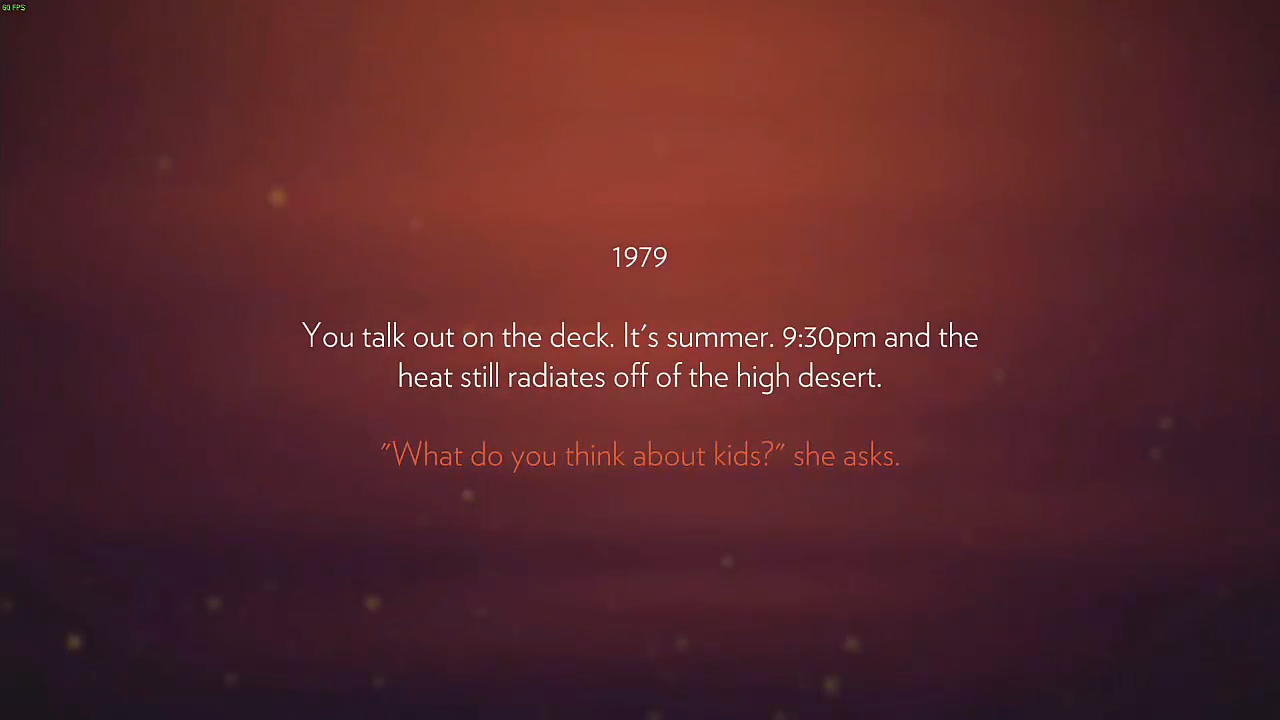 60 FPS
1979
You talk out on the deck. It's summer. 9:30pm and the
heat still radiates off of the high desert.
"What do you think about kids?" she asks.